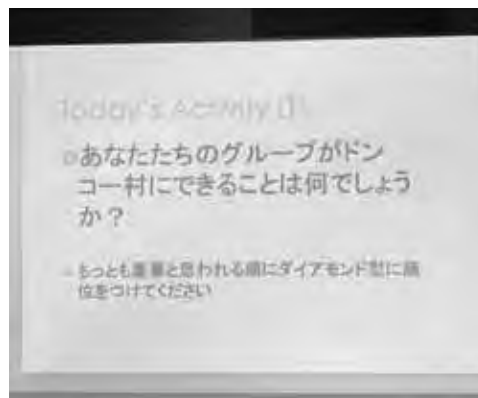 Today's Activity (1)
あなたたちのグループがドン
コー村にできることは何でしょう
か？
もっとも重要と思われる順にダイアモンド型に順
位をつけてください